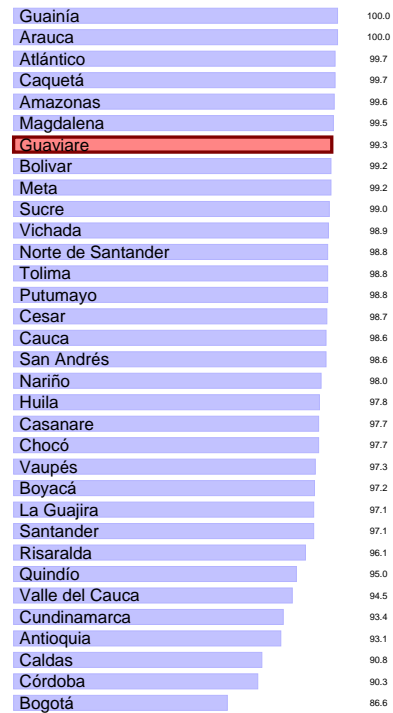 Guainía 100.0
Arauca 100.0
Atlántico 99.7
Caquetá 99.7
Amazonas 99.6
Magdalena 99.5
Guaviare 99.3
Bolivar 99.2
Meta 99.2
Sucre 99.0
Vichada 98.9
Norte de Santander 98.8
Tolima 98.8
Putumayo 98.8
Cesar 98.7
Cauca 98.6
San Andrés 98.6
Nariño 98.0
Huila 97.8
Casanare 97.7
Chocó 97.7
Vaupés 97.3
Boyacá 97.2
La Guajira 97.1
Santander 97.1
Risaralda 96.1
Quindío 95.0
Valle del Cauca 94.5
Cundinamarca 93.4
Antioquia 93.1
Caldas 90.8
Córdoba 90.3
Bogotá 86.6